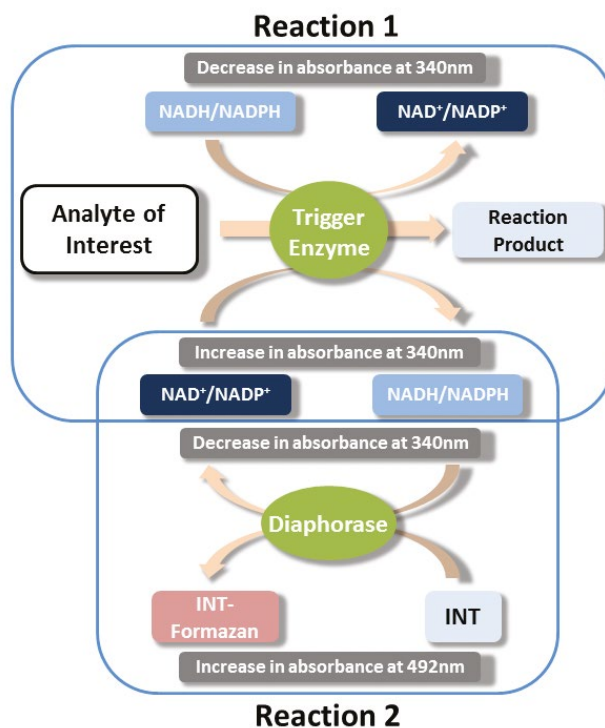 Reaction 1
Decrease in absorbance at 340nm
NADH/NADPH
NAD⁺/NADP⁺
Analyte of
Interest
Trigger
Enzyme
Reaction
Product
Increase in absorbance at 340nm
NAD⁺/NADP⁺
NADH/NADPH
Decrease in absorbance at 340nm
Diaphorase
INT-
Formazan
INT
Increase in absorbance at 492nm
Reaction 2